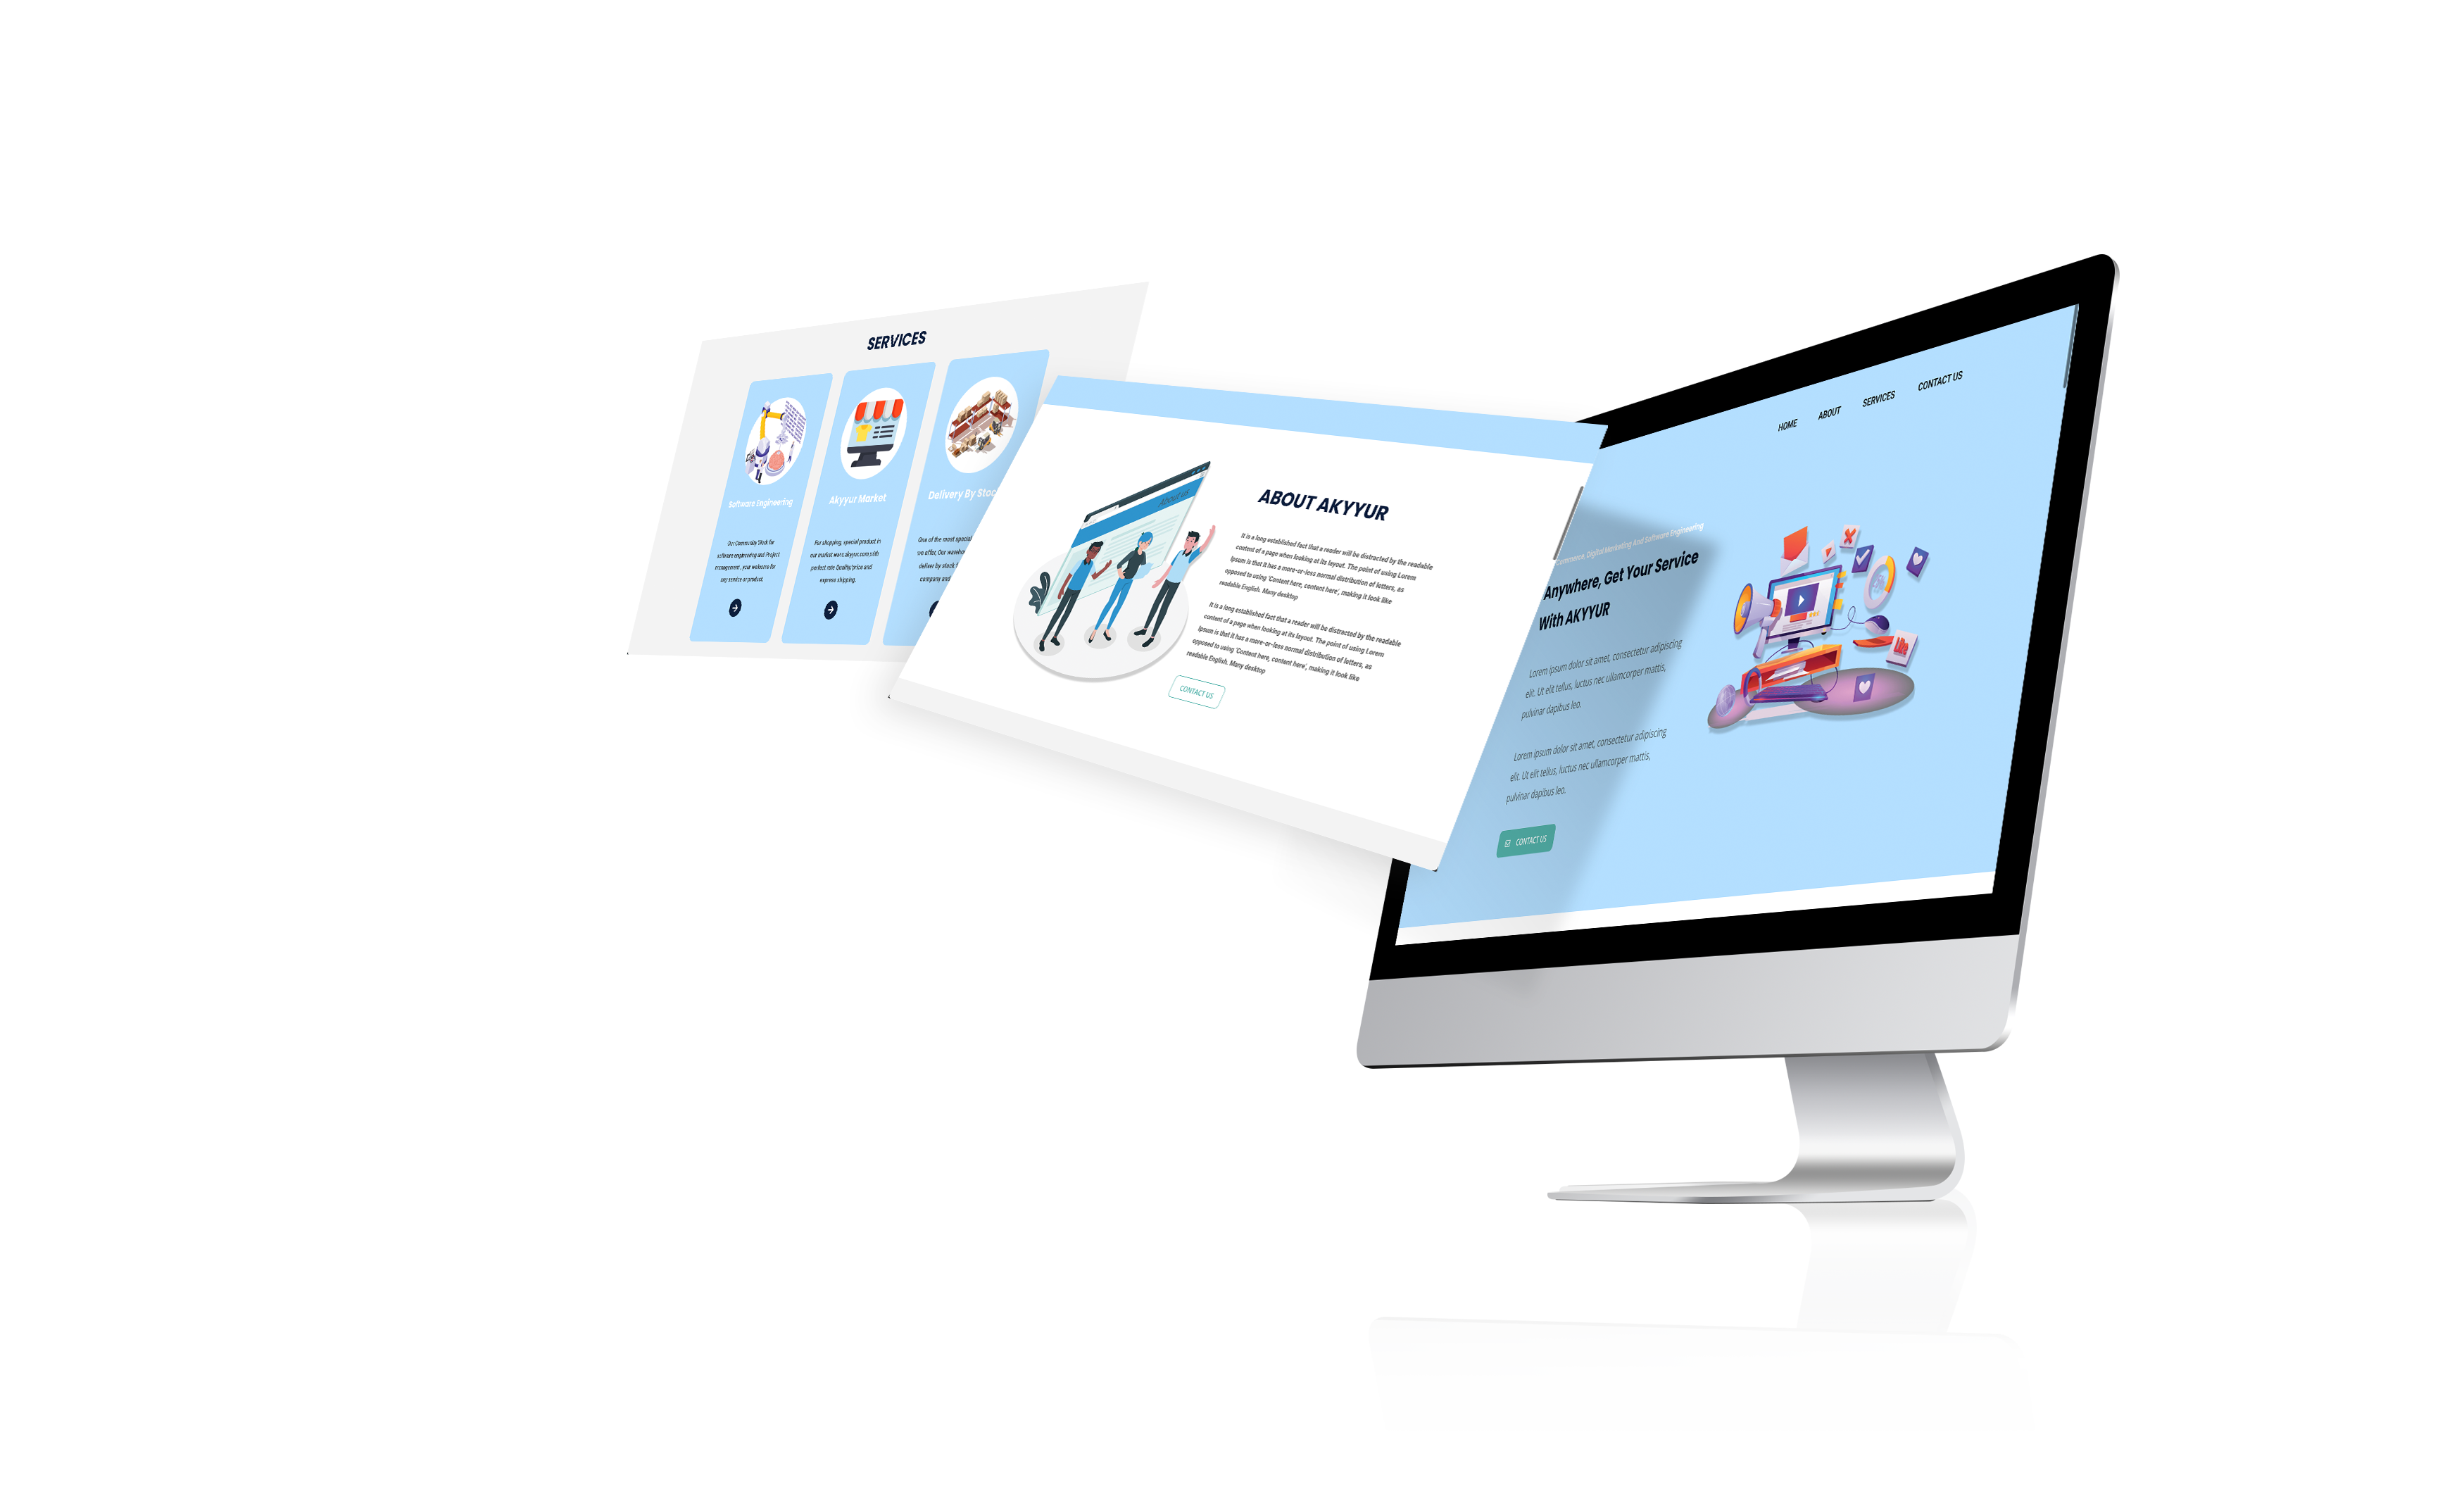 SERVICES
Software Engineering
Our Community Work for
software engineering and Project
management , your welcome for
any service or product.
Akyyur Market
For shopping, special product in
our market www.akyyur.com,with
perfect rate Quality/price and
express shipping.
Delivery By Stoc
One of the most special
we offer, Our wareho
deliver by stock f
company and
ABOUT AKYYUR
It is a long established fact that a reader will be distracted by the readable
content of a page when looking at its layout. The point of using Lorem
Ipsum is that it has a more-or-less normal distribution of letters, as
opposed to using 'Content here, content here', making it look like
readable English. Many desktop
It is a long established fact that a reader will be distracted by the readable
content of a page when looking at its layout. The point of using Lorem
Ipsum is that it has a more-or-less normal distribution of letters, as
opposed to using 'Content here, content here', making it look like
readable English. Many desktop
CONTACT US
HOME
ABOUT
SERVICES
CONTACT US
Commerce, Digital Marketing And Software Engineering
Anywhere, Get Your Service
With AKYYUR
Lorem ipsum dolor sit amet, consectetur adipiscing
elit. Ut elit tellus, luctus nec ullamcorper mattis,
pulvinar dapibus leo.
Lorem ipsum dolor sit amet, consectetur adipiscing
elit. Ut elit tellus, luctus nec ullamcorper mattis,
pulvinar dapibus leo.
CONTACT US